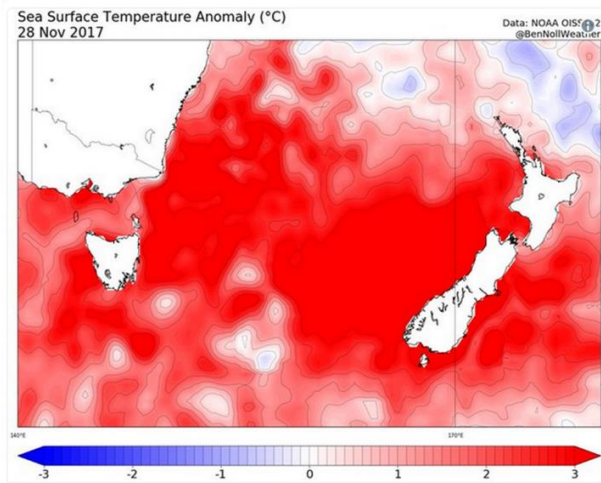 Sea Surface Temperature Anomaly (°C)
28 Nov 2017
Data: NOAA
@BenNollWeather
140°E
170°E
-3 -2 -1 0 1 2 3